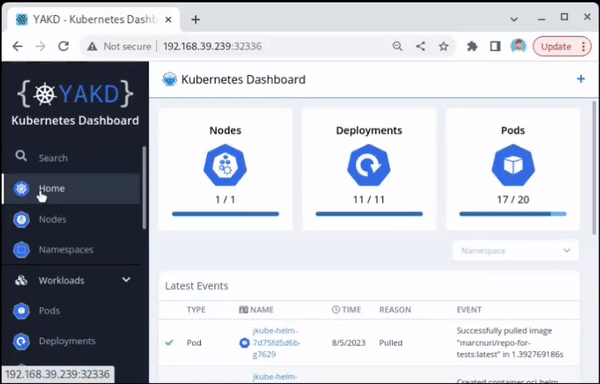 YAKD - Kubernetes Dashb
Not secure | 192.168.39.239:32336
Update
{YAKD}
Kubernetes Dashboard
Search
Home
Nodes
Namespaces
Workloads
Pods
Deployments
192.168.39.239:32336
Kubernetes Dashboard
+
Nodes
1 / 1
Deployments
11 / 11
Pods
17 / 20
Namespace
Latest Events
TYPE NAME TIME REASON EVENT
Pod jkube-helm-7d75fd5d6b-g7629 8/5/2023 Pulled Successfully pulled image "marcnuri/repo-for-tests:latest" in 1.392769186s
jkube-helm-
Created container oci-helm